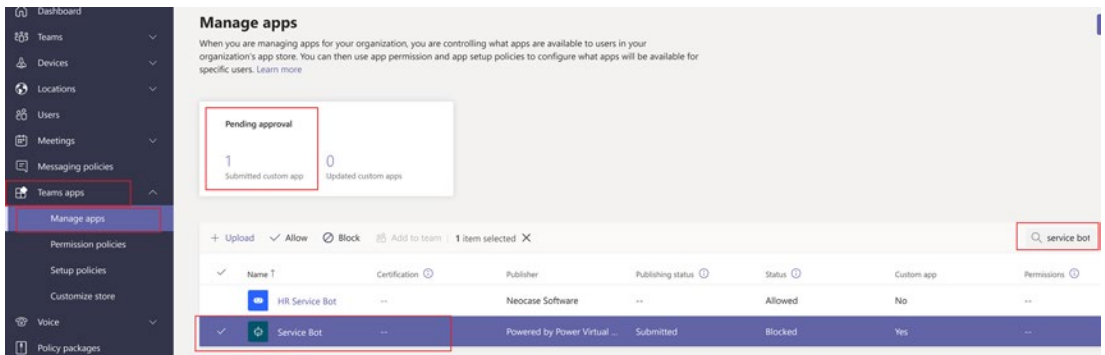 Dashboard
Teams
Devices
Locations
Users
Meetings
Messaging policies
Teams apps
Manage apps
Permission policies
Setup policies
Customize store
Voice
Policy packages
Manage apps
When you are managing apps for your organization, you are controlling what apps are available to users in your
organization's app store. You can then use app permission and app setup policies to configure what apps will be available for
specific users. Learn more
Pending approval
1 0
Submitted custom app Updated custom apps
+ Upload Allow Block Add to team 1 item selected X
service bot
Name ↑ Certification Publisher Publishing status Status Custom app Permissions
HR Service Bot -- Neocase Software -- Allowed No --
Service Bot -- Powered by Power Virtual ... Submitted Blocked Yes --